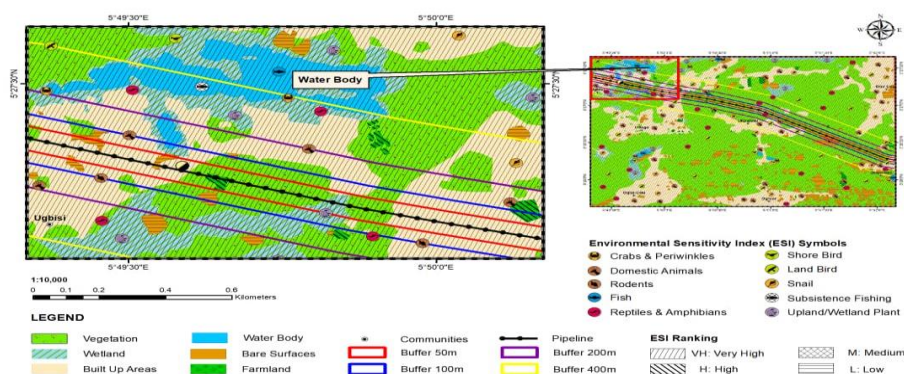 5°49'30"E
5°50'0"E
N
W E
S
5°27'30"N
5°27'30"N
Water Body
Ugbisi
5°49'30"E
5°50'0"E
1:10,000
0 0.1 0.2 0.4 0.6
Kilometers
Environmental Sensitivity Index (ESI) Symbols
Crabs & Periwinkles
Domestic Animals
Rodents
Fish
Reptiles & Amphibians
Shore Bird
Land Bird
Snail
Subsistence Fishing
Upland/Wetland Plant
LEGEND
Vegetation
Wetland
Built Up Areas
Water Body
Bare Surfaces
Farmland
Communities
Buffer 50m
Buffer 100m
Pipeline
Buffer 200m
Buffer 400m
ESI Ranking
VH: Very High
H: High
M: Medium
L: Low